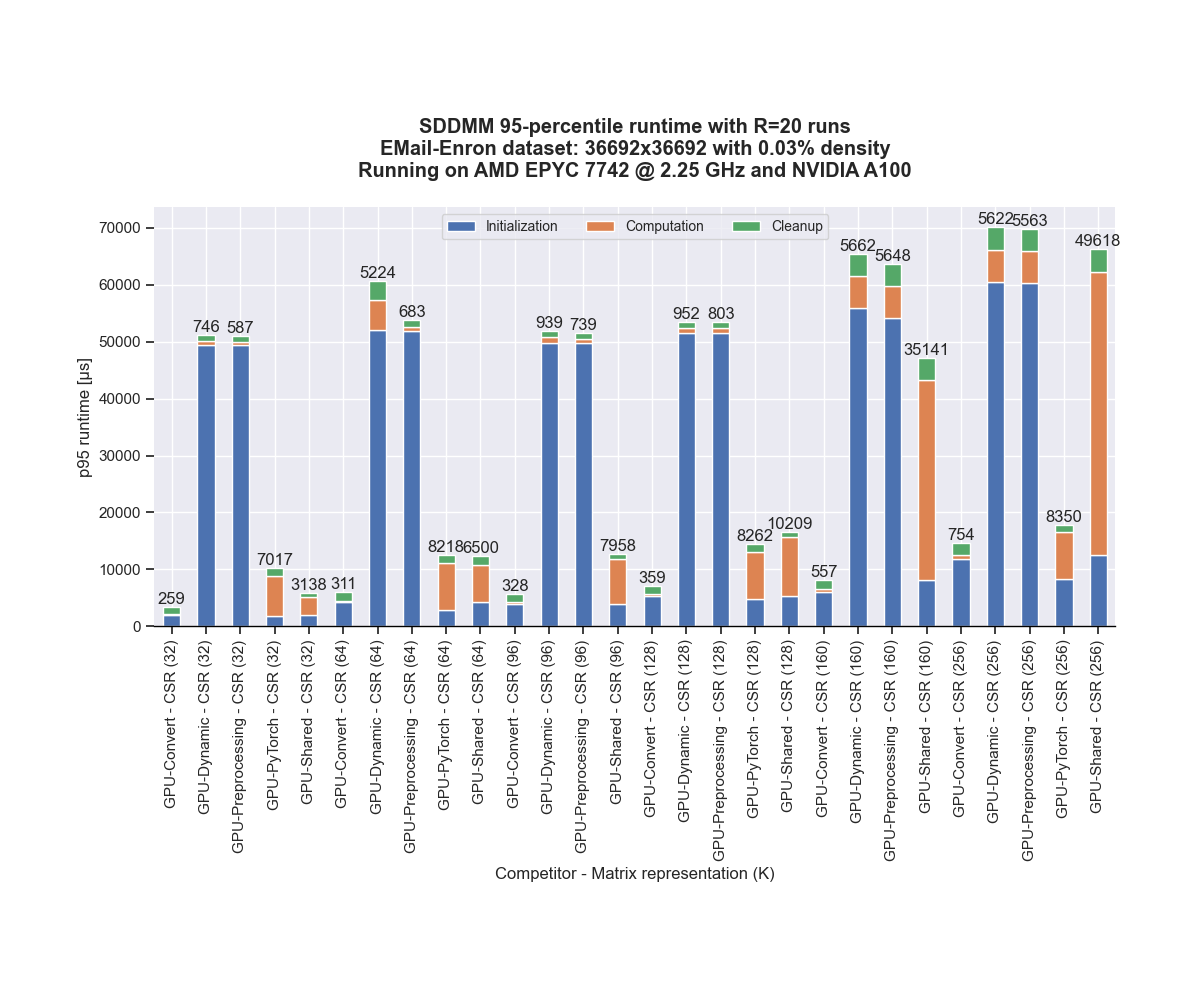 SDDMM 95-percentile runtime with R=20 runs
EMail-Enron dataset: 36692x36692 with 0.03% density
Running on AMD EPYC 7742 @ 2.25 GHz and NVIDIA A100
Initialization
Computation
Cleanup
p95 runtime [µs]
70000
60000
50000
40000
30000
20000
10000
0
259
746
587
7017
3138
311
5224
683
8218
6500
328
939
739
7958
359
952
803
8262
10209
557
5662
5648
35141
754
5622
5563
8350
49618
GPU-Convert - CSR (32)
GPU-Dynamic - CSR (32)
GPU-Preprocessing - CSR (32)
GPU-PyTorch - CSR (32)
GPU-Shared - CSR (32)
GPU-Convert - CSR (64)
GPU-Dynamic - CSR (64)
GPU-Preprocessing - CSR (64)
GPU-PyTorch - CSR (64)
GPU-Shared - CSR (64)
GPU-Convert - CSR (96)
GPU-Dynamic - CSR (96)
GPU-Preprocessing - CSR (96)
GPU-Shared - CSR (96)
GPU-Convert - CSR (128)
GPU-Dynamic - CSR (128)
GPU-Preprocessing - CSR (128)
GPU-PyTorch - CSR (128)
GPU-Shared - CSR (128)
GPU-Convert - CSR (160)
GPU-Dynamic - CSR (160)
GPU-Preprocessing - CSR (160)
GPU-Shared - CSR (160)
GPU-Convert - CSR (256)
GPU-Dynamic - CSR (256)
GPU-Preprocessing - CSR (256)
GPU-PyTorch - CSR (256)
GPU-Shared - CSR (256)
Competitor - Matrix representation (K)